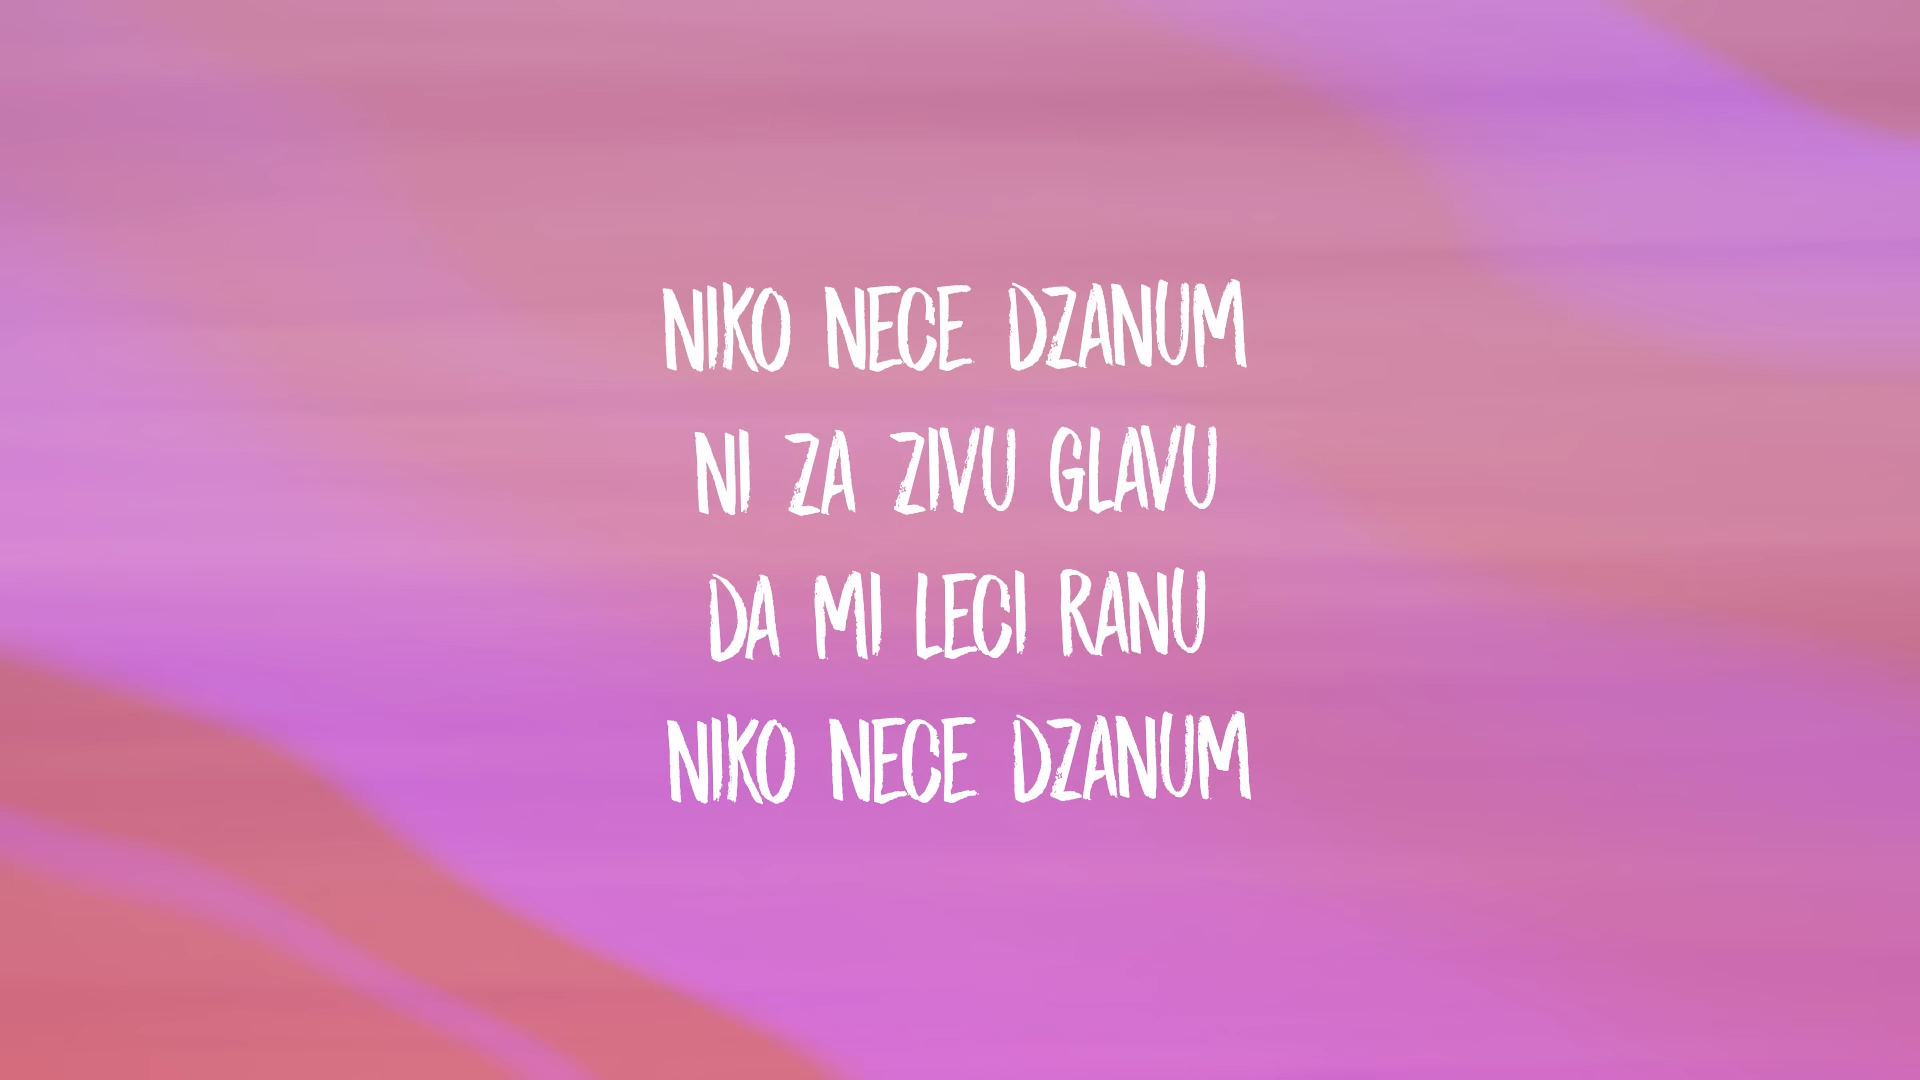 NIKO NECE DZANUM
NI ZA ZIVU GLAVU
DA MI LECI RANU
NIKO NECE DZANUM